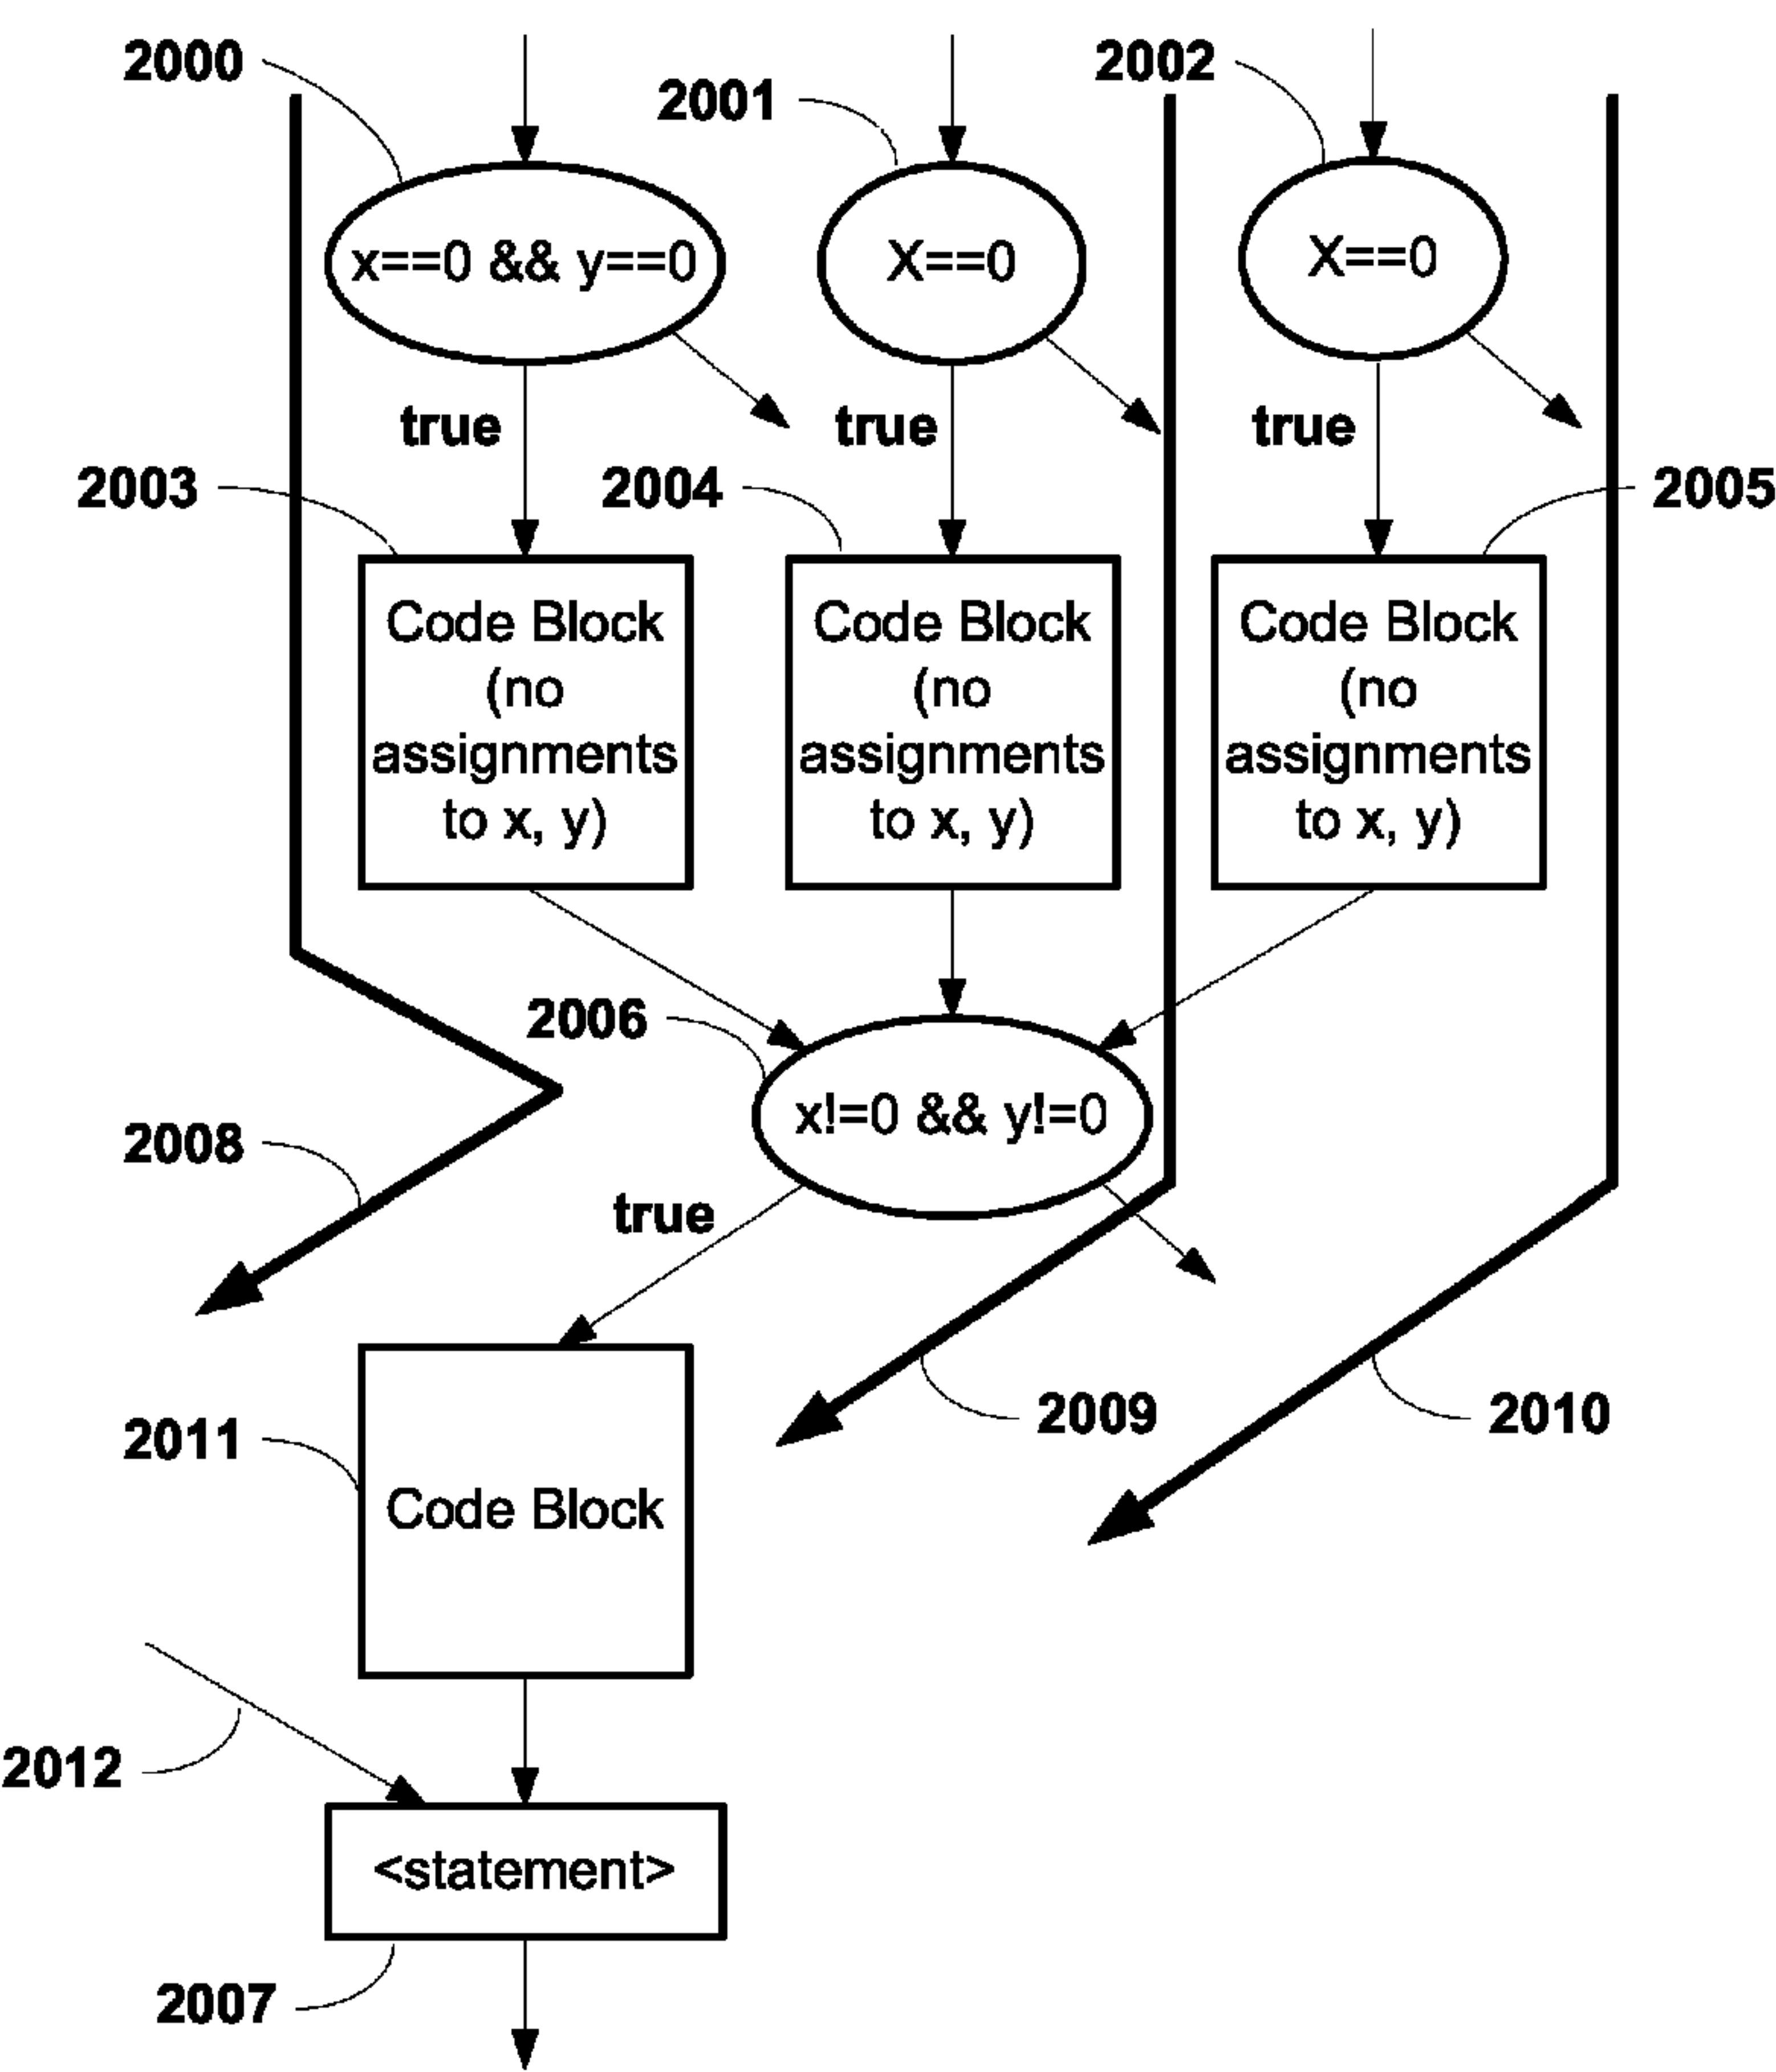 2000
2001
2002
x==0 && y==0
X==0
X==0
true
true
true
2003
2004
2005
Code Block
(no
assignments
to x, y)
Code Block
(no
assignments
to x, y)
Code Block
(no
assignments
to x, y)
2006
x!=0 && y!=0
2008
true
2009
2010
2011
Code Block
2012
<statement>
2007